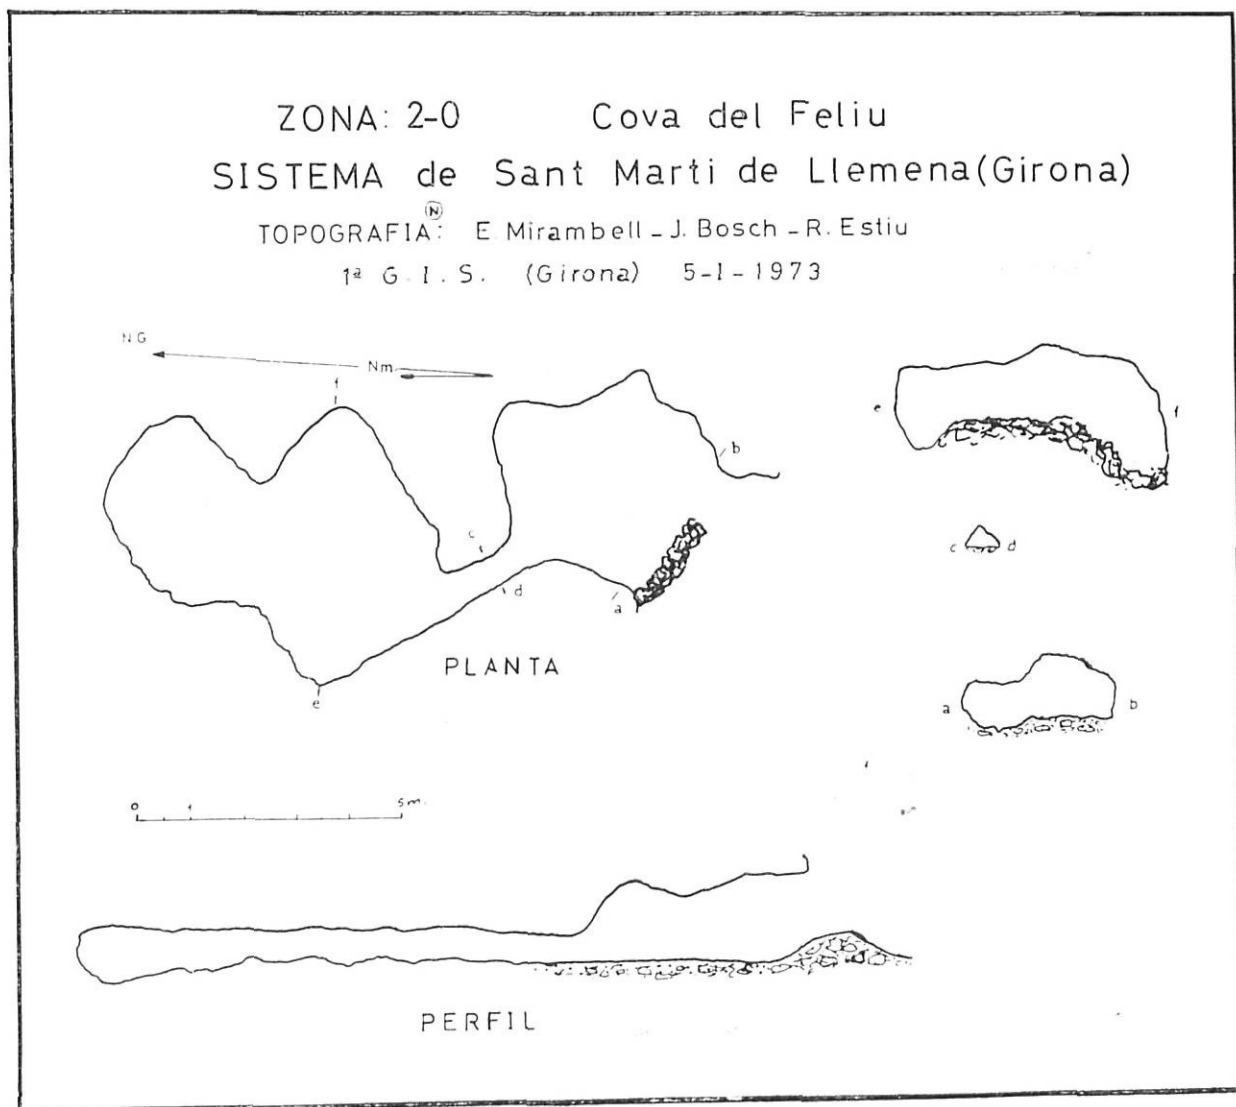 ZONA: 2-0 Cova del Feliu
SISTEMA de Sant Marti de Llemena (Girona)
N
TOPOGRAFIA: E. Mirambell - J. Bosch - R. Estiu
1ª G.I.S. (Girona) 5-I-1973
NG
Nm
f
b
c
d
a
e
PLANTA
e f
c d
a b
0 1 5m.
PERFIL